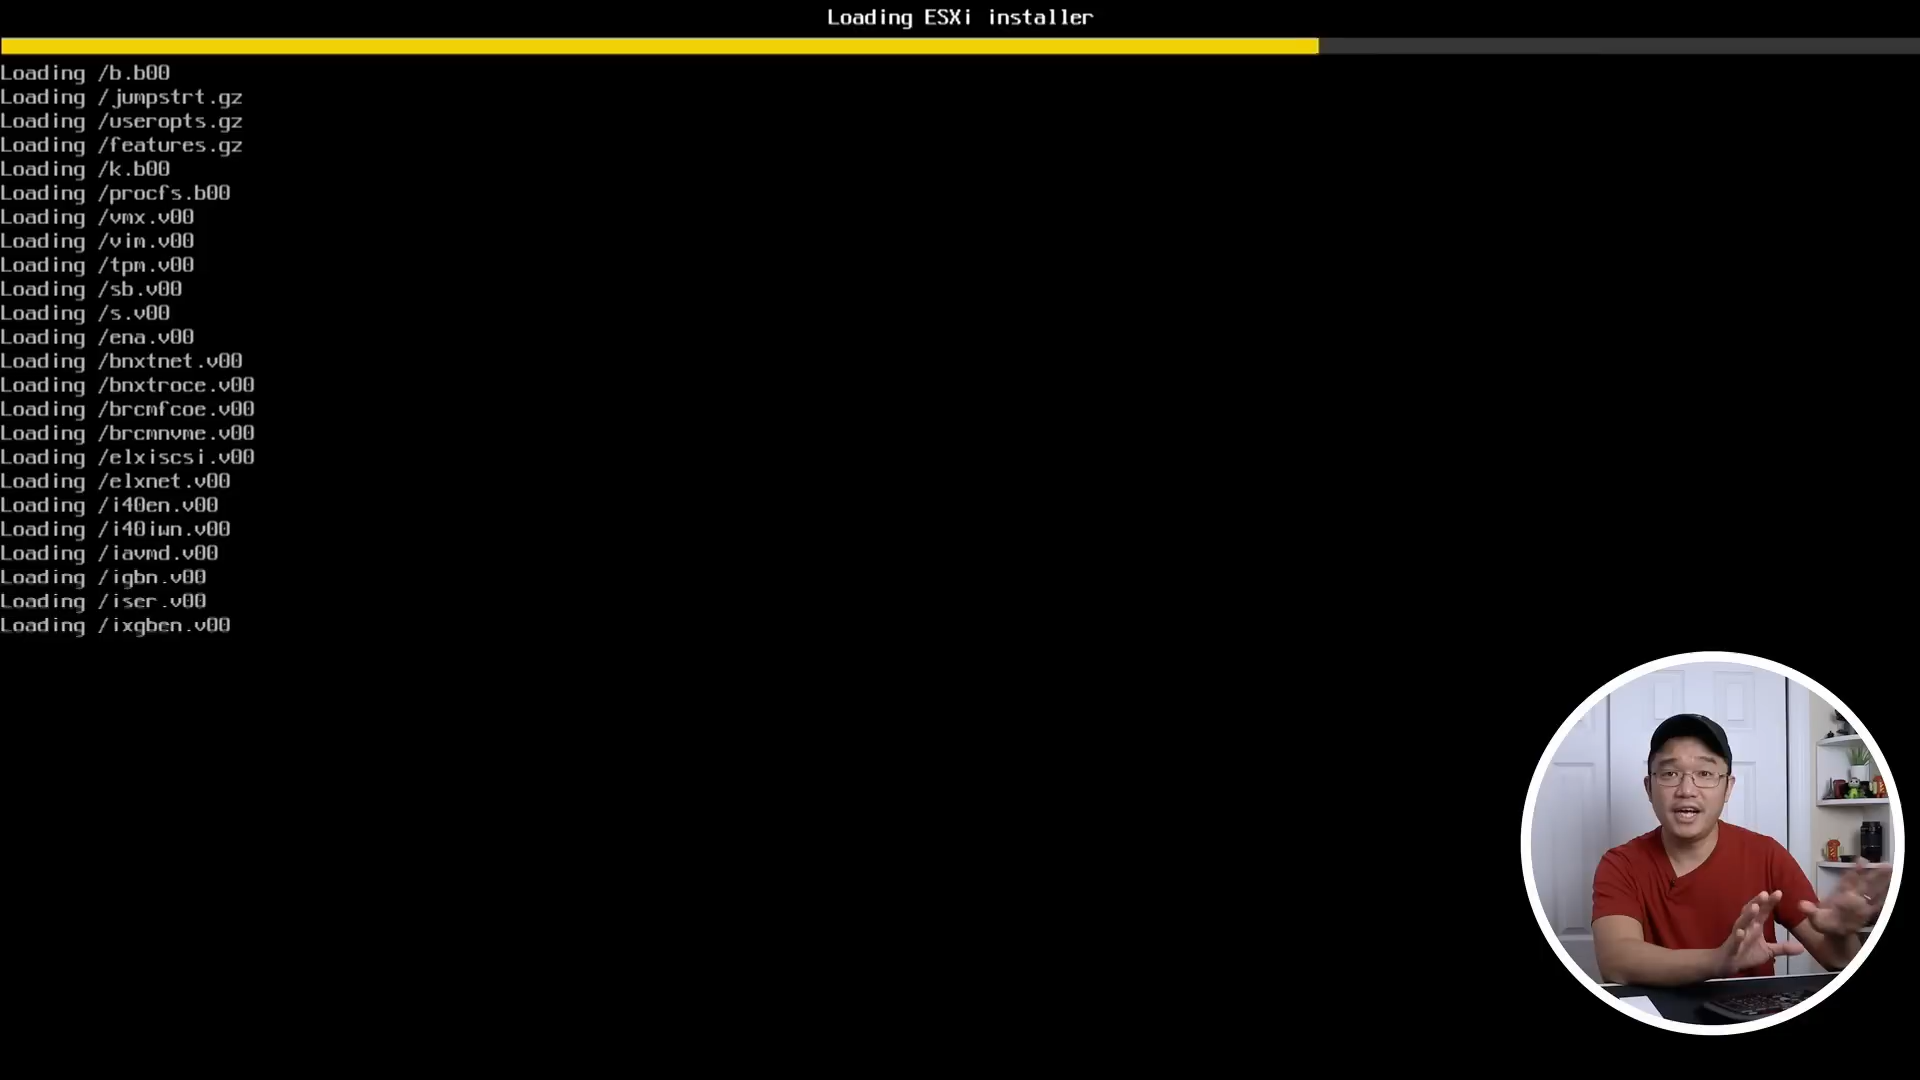 Loading ESXi installer
Loading /b.b00
Loading /jumpstrt.gz
Loading /useropts.gz
Loading /features.gz
Loading /k.b00
Loading /procfs.b00
Loading /vmx.v00
Loading /vim.v00
Loading /tpm.v00
Loading /sb.v00
Loading /s.v00
Loading /ena.v00
Loading /bnxtnet.v00
Loading /bnxtroce.v00
Loading /brcmfcoe.v00
Loading /brcmnvme.v00
Loading /elxiscsi.v00
Loading /elxnet.v00
Loading /i40en.v00
Loading /i40iwn.v00
Loading /iavmd.v00
Loading /igbn.v00
Loading /iser.v00
Loading /ixgben.v00